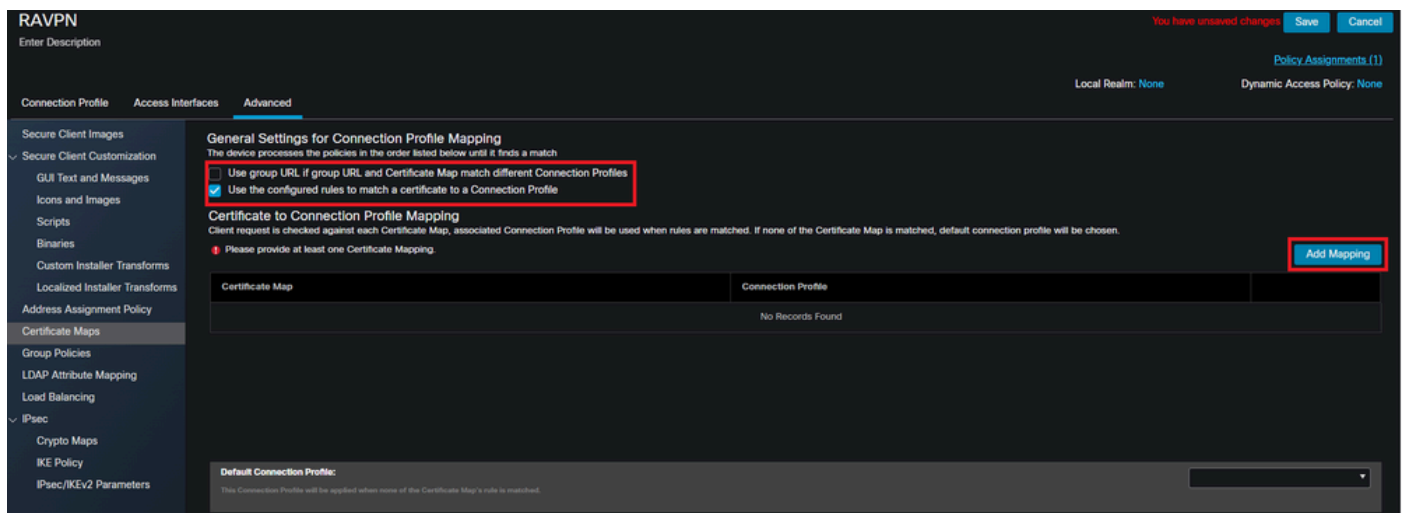 RAVPN
You have unsaved changes Save Cancel
Enter Description
Policy Assignments (1)
Local Realm: None Dynamic Access Policy: None
Connection Profile Access Interfaces Advanced
Secure Client Images
Secure Client Customization
GUI Text and Messages
Icons and Images
Scripts
Binaries
Custom Installer Transforms
Localized Installer Transforms
Address Assignment Policy
Certificate Maps
Group Policies
LDAP Attribute Mapping
Load Balancing
IPsec
Crypto Maps
IKE Policy
IPsec/IKEv2 Parameters
General Settings for Connection Profile Mapping
The device processes the policies in the order listed below until it finds a match
Use group URL if group URL and Certificate Map match different Connection Profiles
Use the configured rules to match a certificate to a Connection Profile
Certificate to Connection Profile Mapping
Client request is checked against each Certificate Map, associated Connection Profile will be used when rules are matched. If none of the Certificate Map is matched, default connection profile will be chosen.
Please provide at least one Certificate Mapping.
Add Mapping
Certificate Map Connection Profile
No Records Found
Default Connection Profile:
This Connection Profile will be applied when none of the Certificate Map's rule is matched.